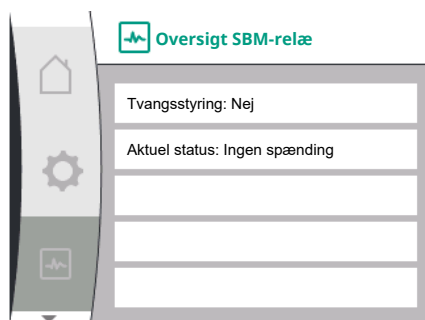 Oversigt SBM-relæ
Tvangsstyring: Nej
Aktuel status: Ingen spænding